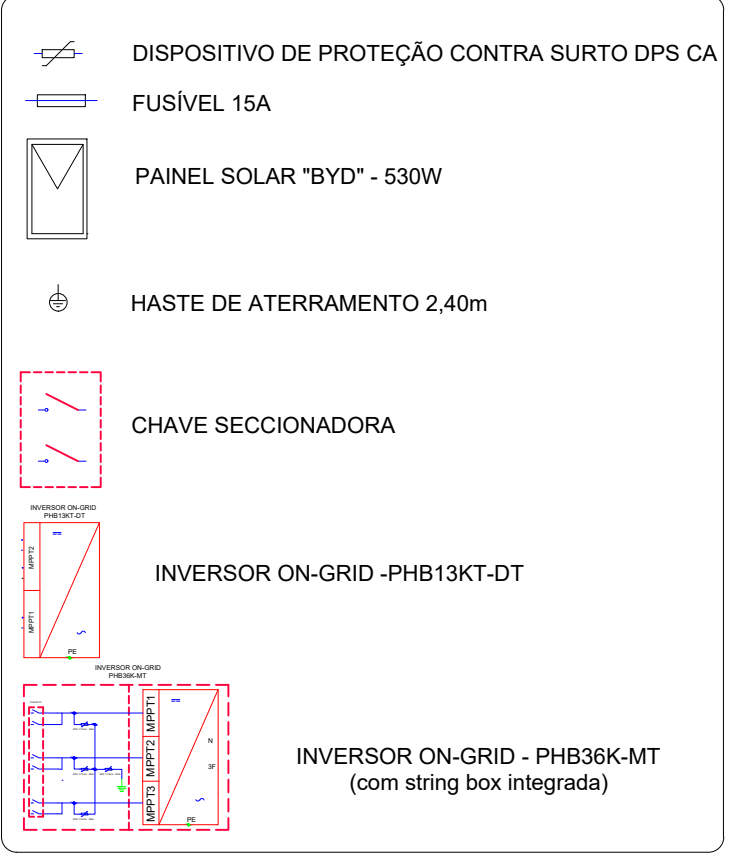 DISPOSITIVO DE PROTEÇÃO CONTRA SURTO DPS CA
FUSÍVEL 15A
PAINEL SOLAR "BYD" - 530W
HASTE DE ATERRAMENTO 2,40m
CHAVE SECCIONADORA
INVERSOR ON-GRID
PHB13KT-DT
MPPT2
MPPT1
PE
INVERSOR ON-GRID -PHB13KT-DT
INVERSOR ON-GRID
PHB36K-MT
MPPT1
MPPT2
MPPT3
N
3F
PE
INVERSOR ON-GRID - PHB36K-MT
(com string box integrada)